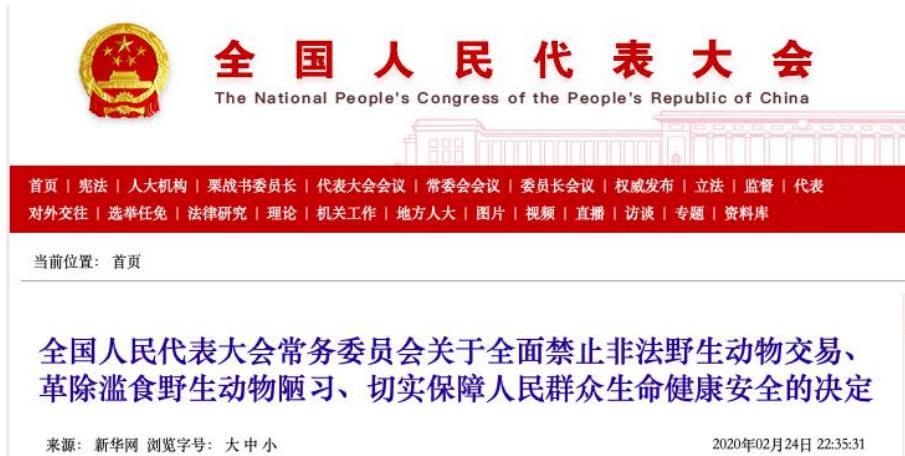 全国人民代表大会
The National People's Congress of the People's Republic of China
首页 | 宪法 | 人大机构 | 栗战书委员长 | 代表大会会议 | 常委会会议 | 委员长会议 | 权威发布 | 立法 | 监督 | 代表
对外交往 | 选举任免 | 法律研究 | 理论 | 机关工作 | 地方人大 | 图片 | 视频 | 直播 | 访谈 | 专题 | 资料库
当前位置： 首页
全国人民代表大会常务委员会关于全面禁止非法野生动物交易、
革除滥食野生动物陋习、切实保障人民群众生命健康安全的决定
来源： 新华网 浏览字号： 大 中 小 2020年02月24日 22:35:31